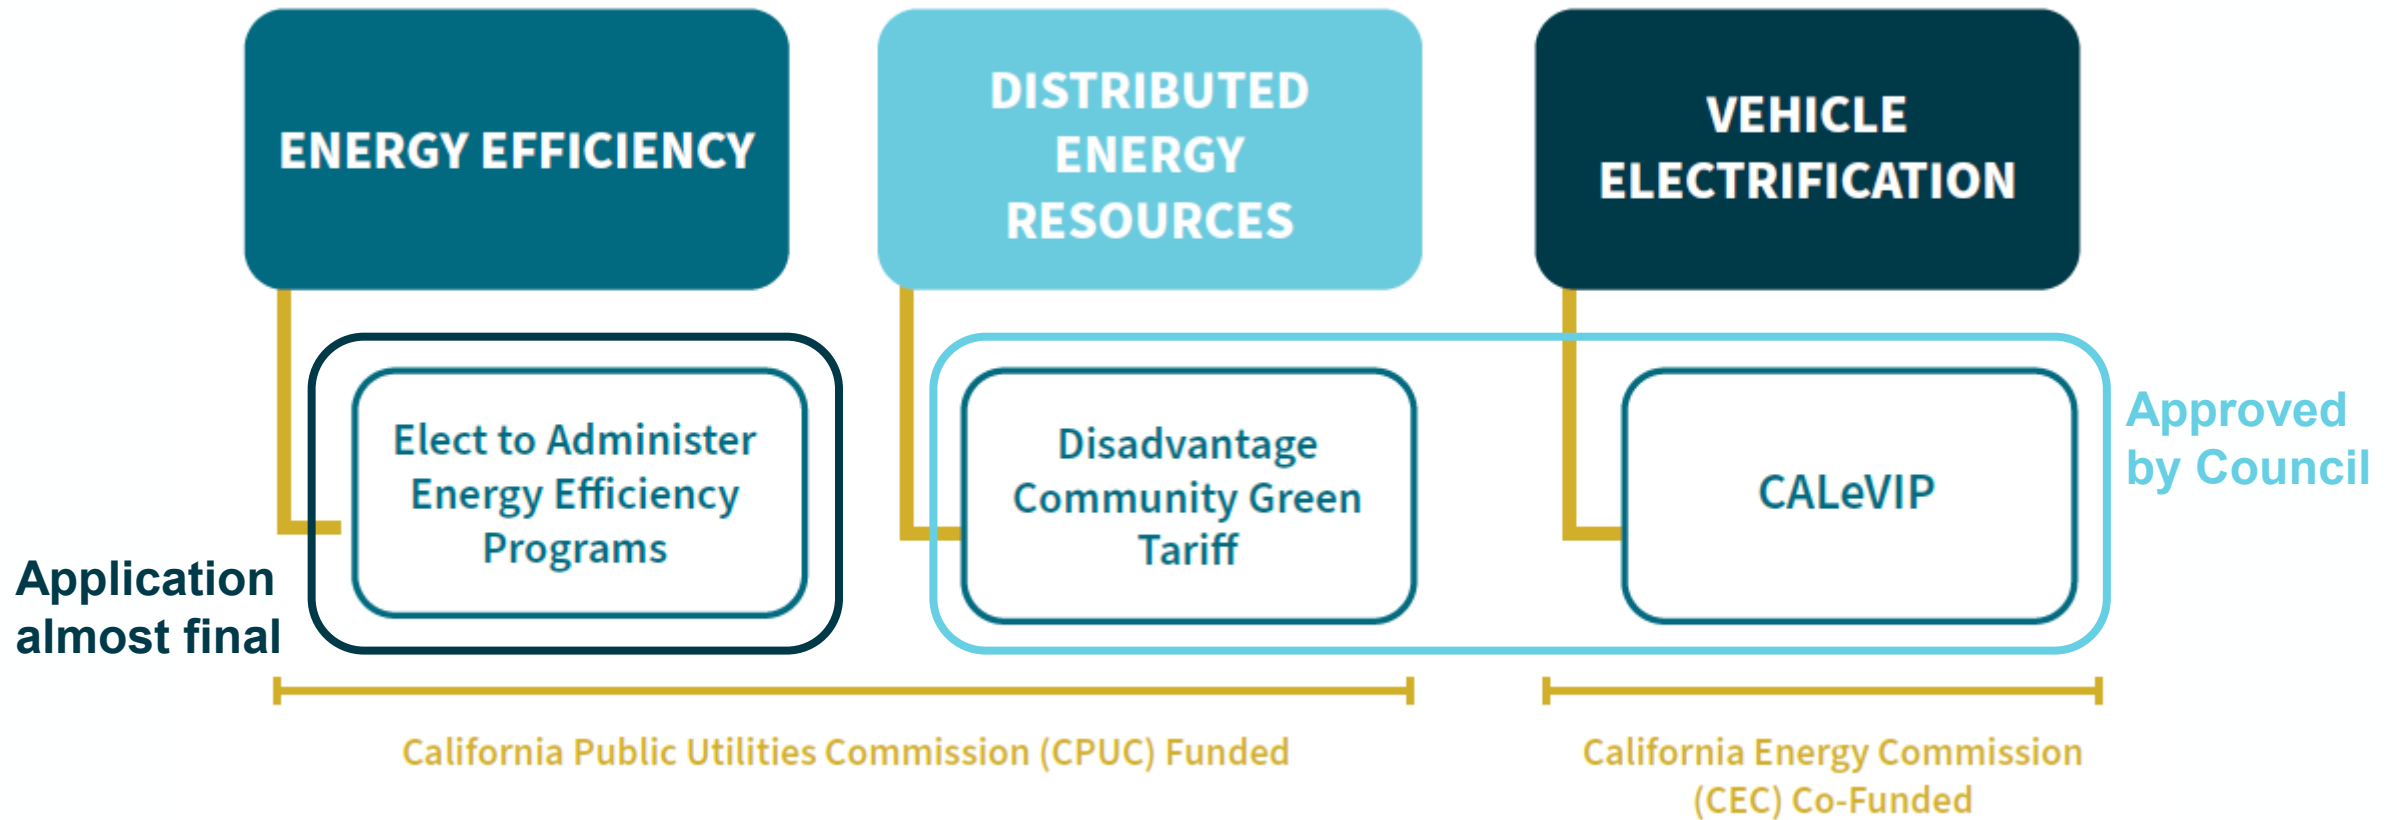 ENERGY EFFICIENCY
DISTRIBUTED
ENERGY
RESOURCES
VEHICLE
ELECTRIFICATION
Elect to Administer
Energy Efficiency
Programs
Disadvantage
Community Green
Tariff
CALeVIP
Approved
by Council
Application
almost final
California Public Utilities Commission (CPUC) Funded
California Energy Commission
(CEC) Co-Funded